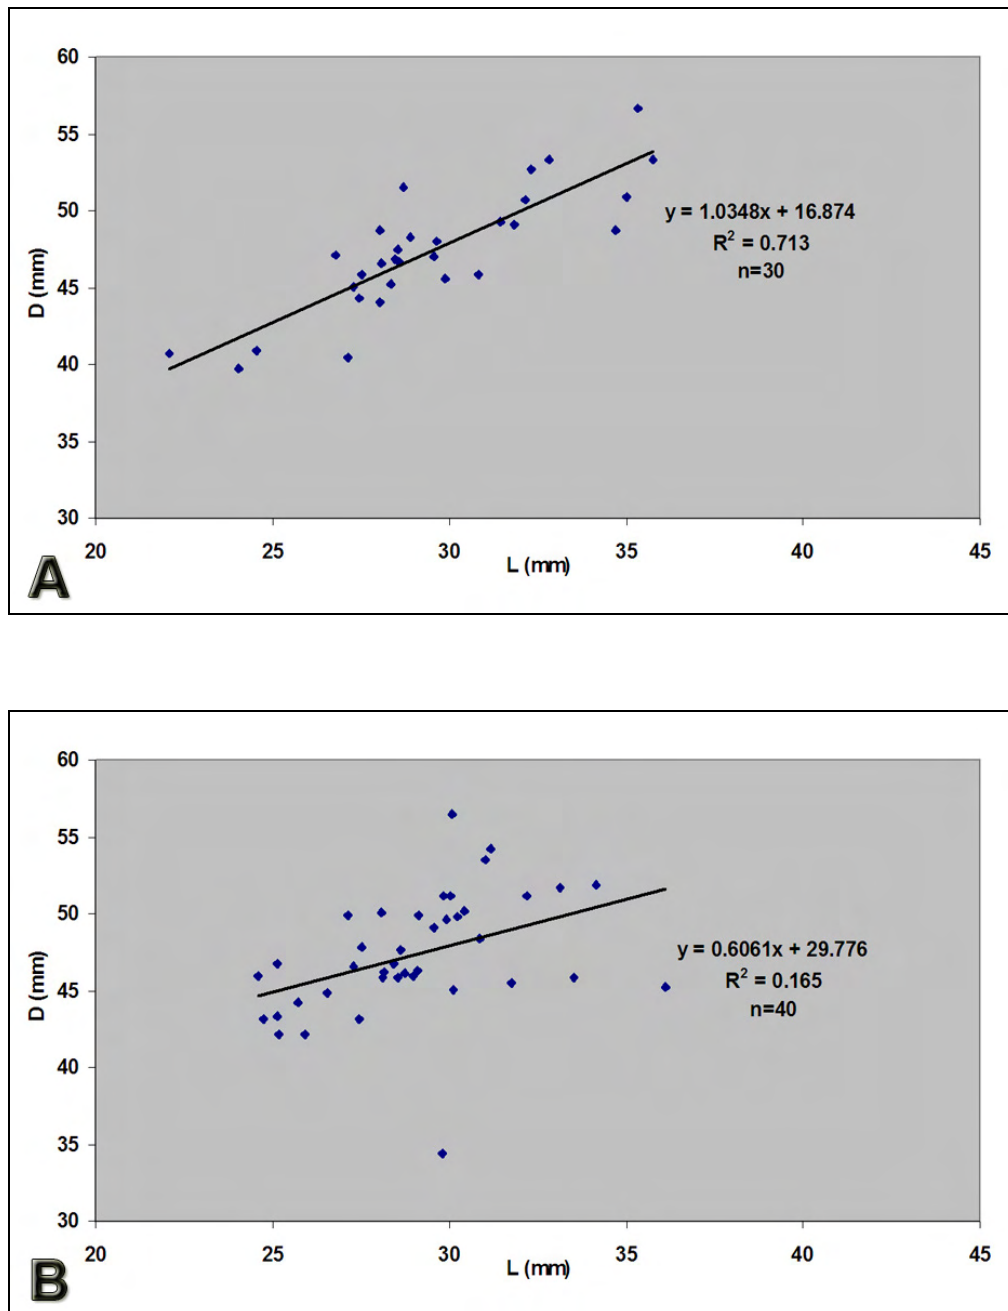 60
55
50
45
40
35
30
D (mm)
y = 1.0348x + 16.874
R² = 0.713
n=30
20 25 30 35 40 45
L (mm)
A
60
55
50
45
40
35
30
D (mm)
y = 0.6061x + 29.776
R² = 0.165
n=40
20 25 30 35 40 45
L (mm)
B